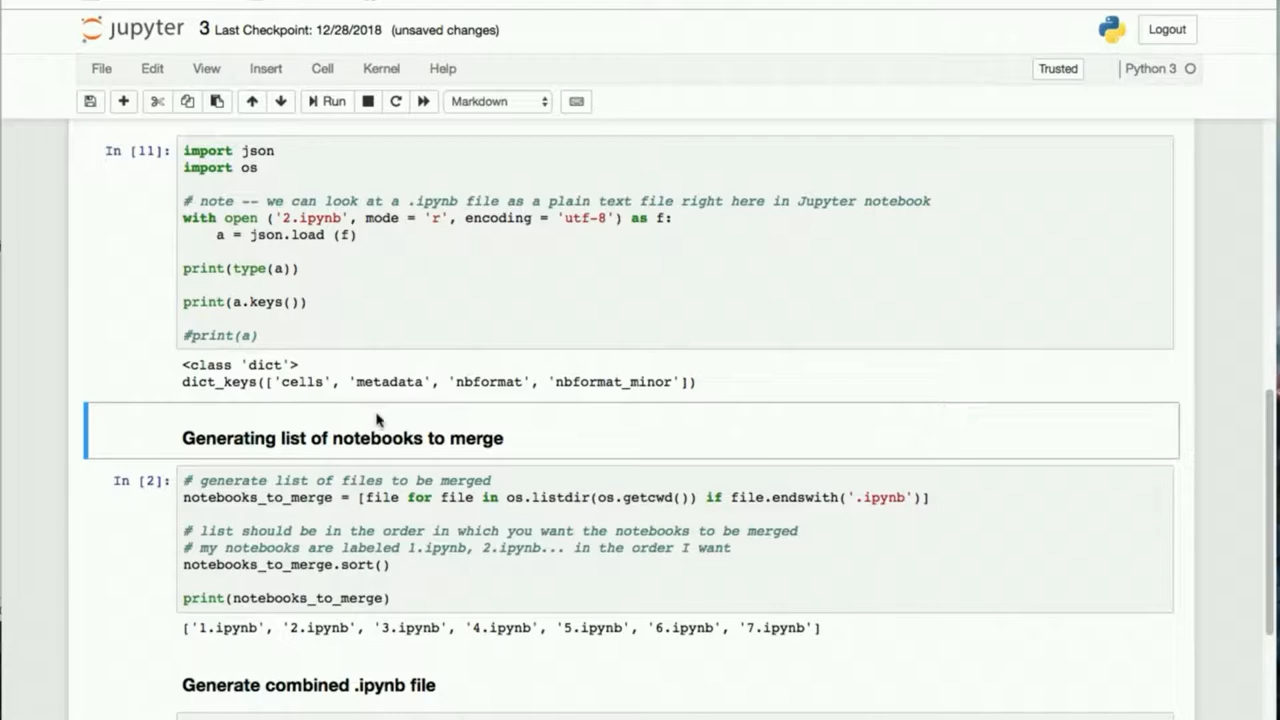 jupyter 3 Last Checkpoint: 12/28/2018 (unsaved changes) Logout
File Edit View Insert Cell Kernel Help Trusted Python 3
Run Markdown
In [11]: import json
import os
# note -- we can look at a .ipynb file as a plain text file right here in Jupyter notebook
with open ('2.ipynb', mode = 'r', encoding = 'utf-8') as f:
    a = json.load (f)
print(type(a))
print(a.keys())
#print(a)
<class 'dict'>
dict_keys(['cells', 'metadata', 'nbformat', 'nbformat_minor'])
Generating list of notebooks to merge
In [2]: # generate list of files to be merged
notebooks_to_merge = [file for file in os.listdir(os.getcwd()) if file.endswith('.ipynb')]
# list should be in the order in which you want the notebooks to be merged
# my notebooks are labeled 1.ipynb, 2.ipynb... in the order I want
notebooks_to_merge.sort()
print(notebooks_to_merge)
['1.ipynb', '2.ipynb', '3.ipynb', '4.ipynb', '5.ipynb', '6.ipynb', '7.ipynb']
Generate combined .ipynb file